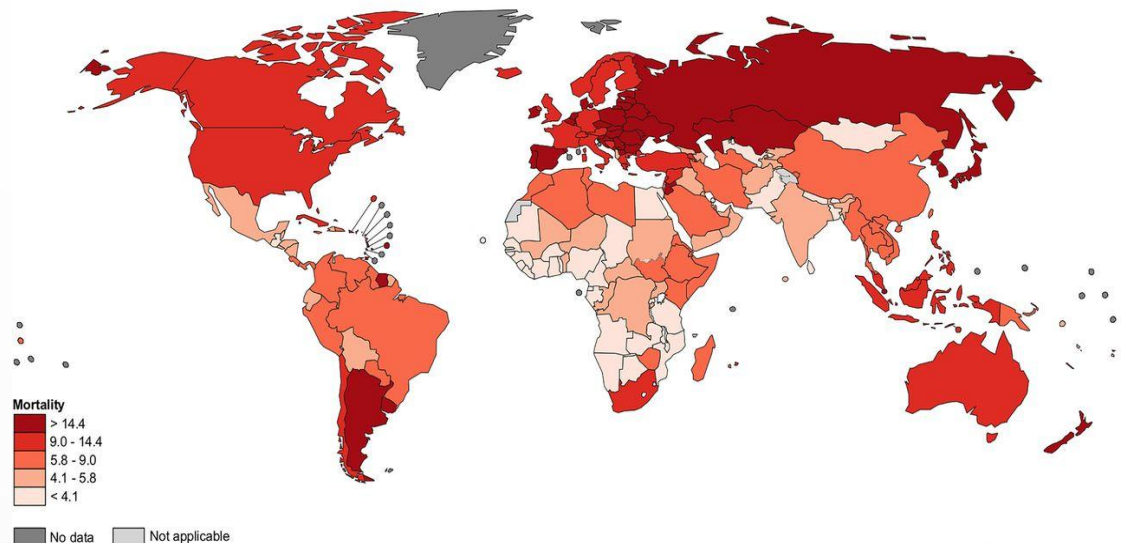 Mortality
> 14.4
9.0 - 14.4
5.8 - 9.0
4.1 - 5.8
< 4.1
No data
Not applicable